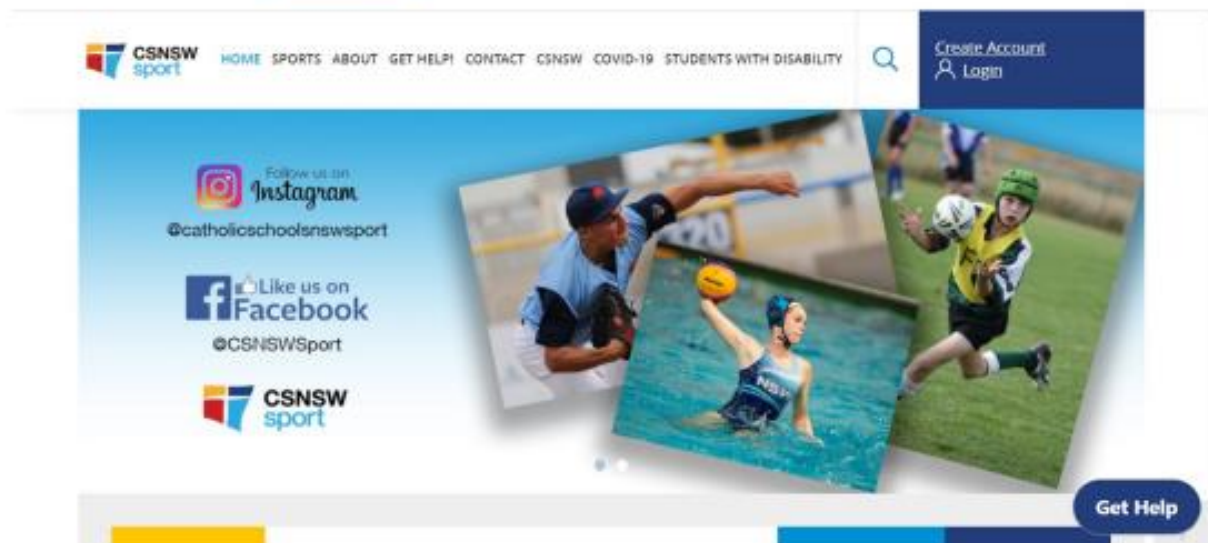 CSNSW
sport
HOME SPORTS ABOUT GET HELP! CONTACT CSNSW COVID-19 STUDENTS WITH DISABILITY
Create Account
Login
Follow us on
Instagram
@catholicschoolsnswsport
Like us on
Facebook
@CSNSWSport
CSNSW
sport
20
NSW
Get Help